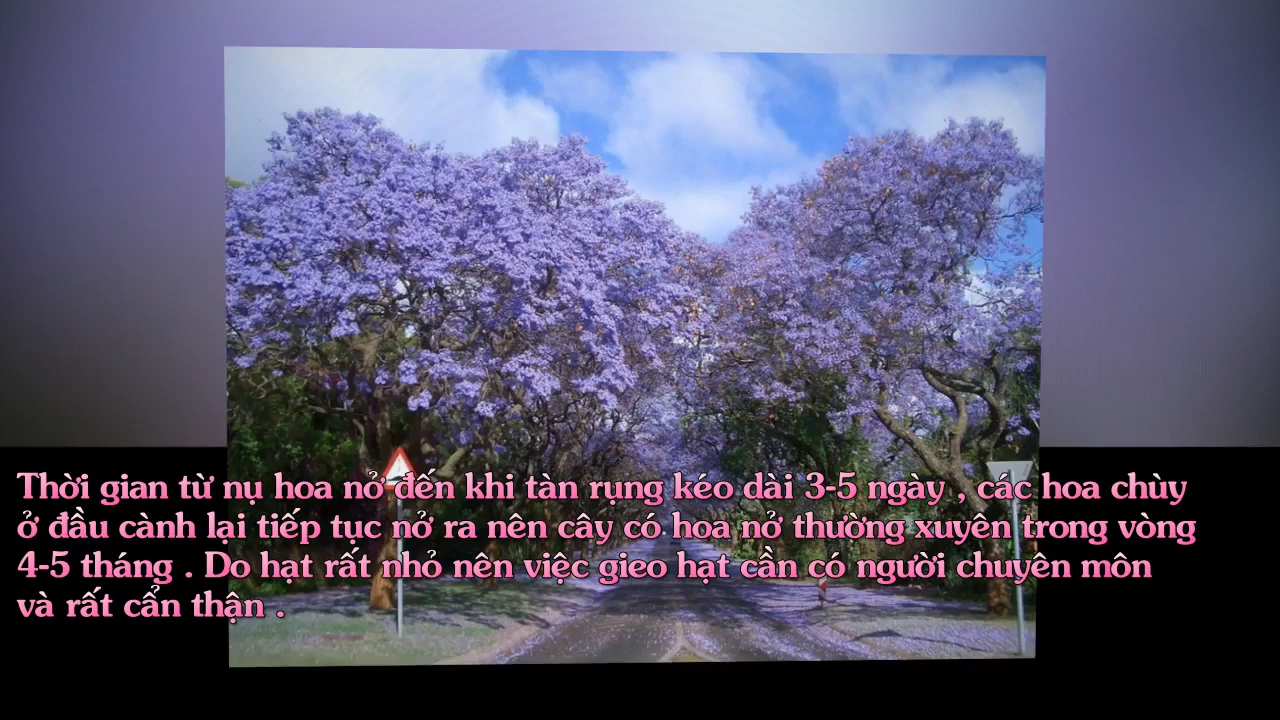 Thời gian từ nụ hoa nở đến khi tàn rụng kéo dài 3-5 ngày , các hoa chùy
ở đầu cành lại tiếp tục nở ra nên cây có hoa nở thường xuyên trong vòng
4-5 tháng . Do hạt rất nhỏ nên việc gieo hạt cần có người chuyên môn
và rất cẩn thận .